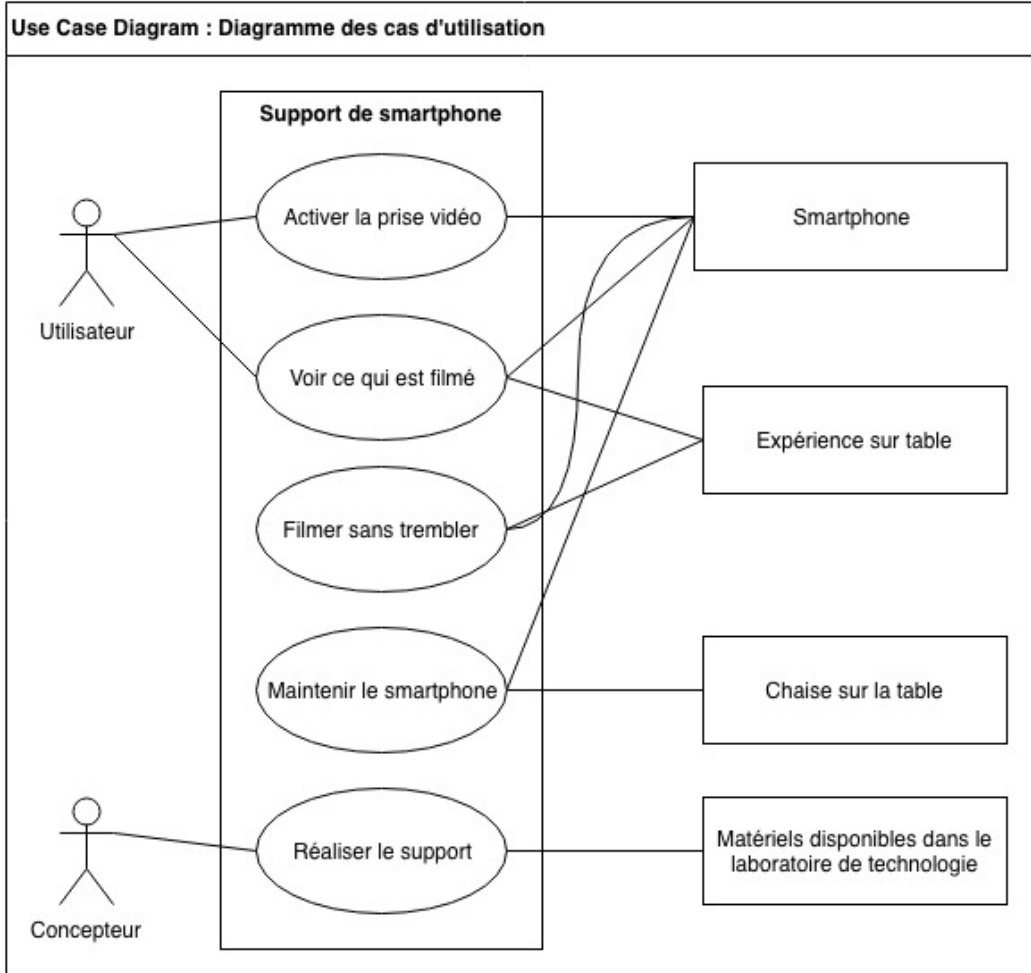 Use Case Diagram : Diagramme des cas d'utilisation
Support de smartphone
Activer la prise vidéo
Smartphone
Utilisateur
Voir ce qui est filmé
Expérience sur table
Filmer sans trembler
Maintenir le smartphone
Chaise sur la table
Réaliser le support
Matériels disponibles dans le
laboratoire de technologie
Concepteur